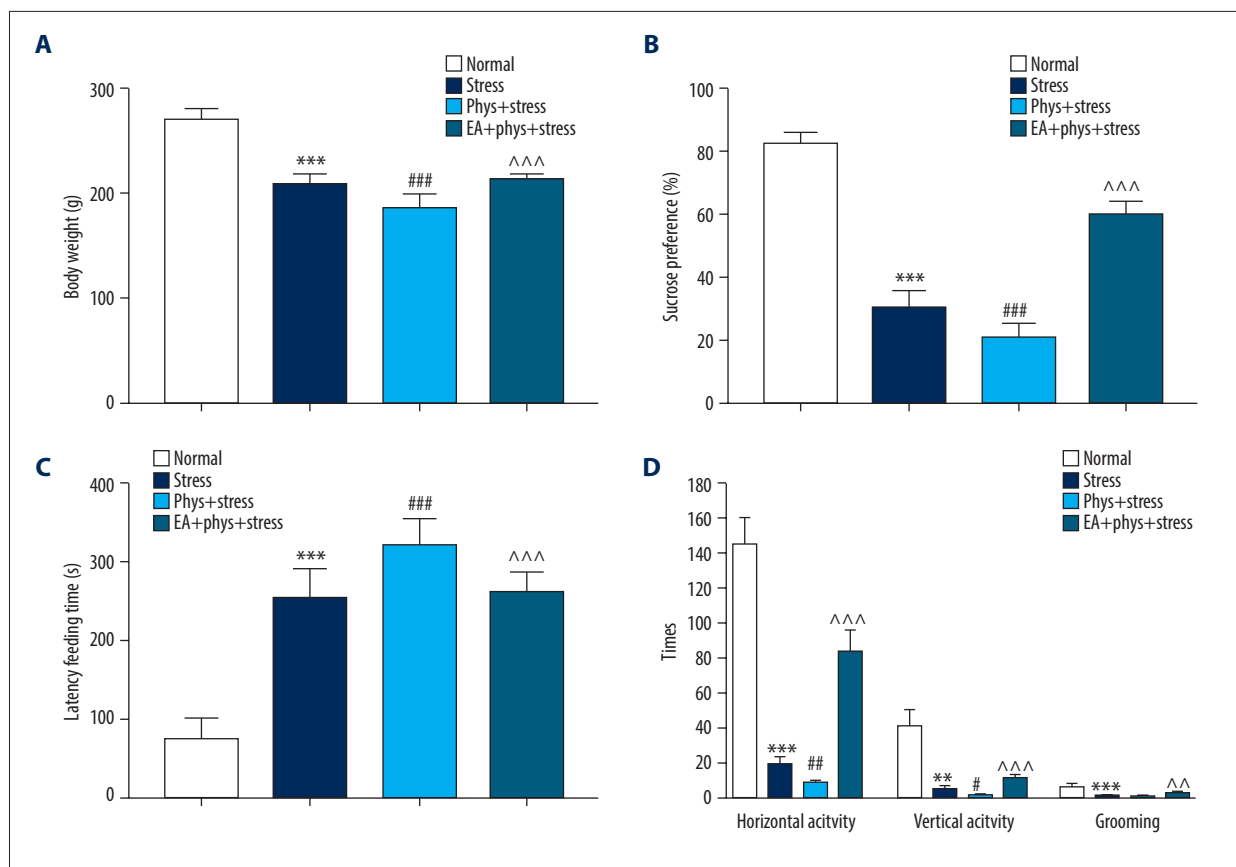 A
Normal
Stress
Phys+stress
EA+phys+stress
Body weight (g)
300
200
100
0
***
###
^^^
B
Normal
Stress
Phys+stress
EA+phys+stress
Sucrose preference (%)
100
80
60
40
20
0
***
###
^^^
C
Normal
Stress
Phys+stress
EA+phys+stress
Latency feeding time (s)
400
300
200
100
0
***
###
^^^
D
Normal
Stress
Phys+stress
EA+phys+stress
Times
180
160
140
120
100
80
60
40
20
0
***
##
^^^
**
#
^^^
***
^^
Horizontal acitvity
Vertical acitvity
Grooming